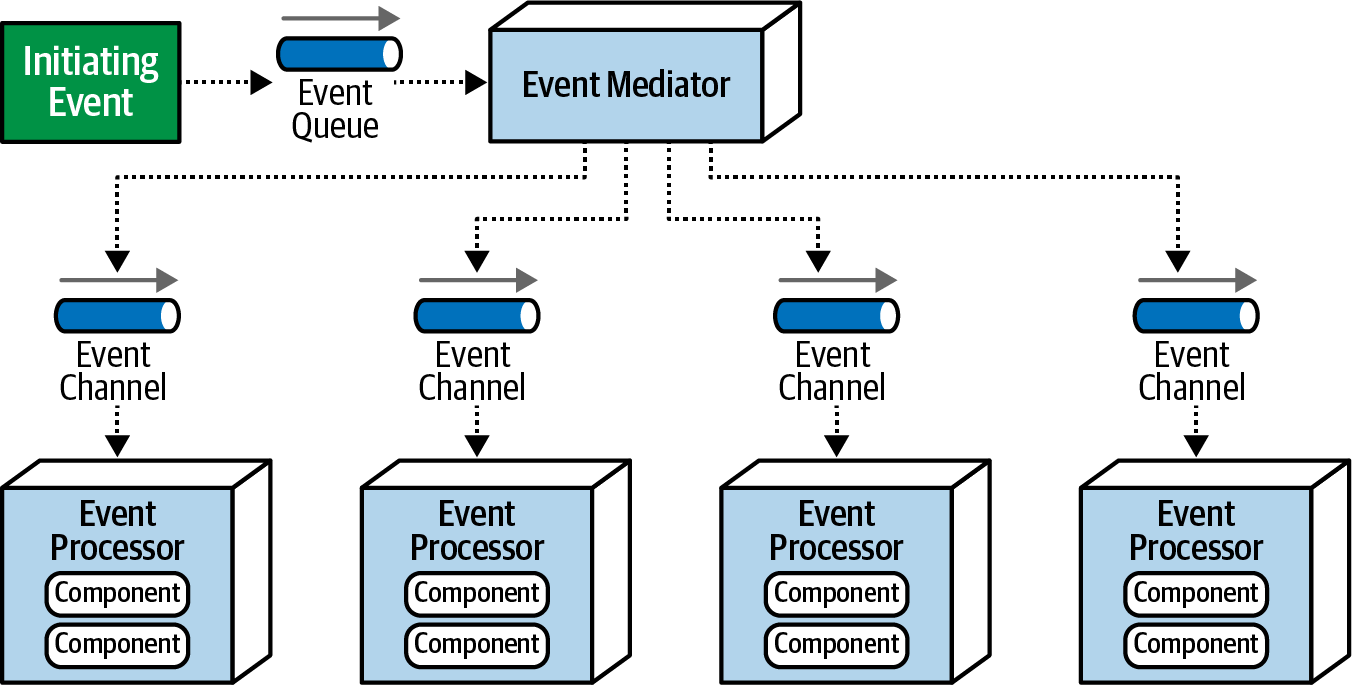 Initiating
Event
Event
Queue
Event Mediator
Event
Channel
Event
Channel
Event
Channel
Event
Channel
Event
Processor
Component
Component
Event
Processor
Component
Component
Event
Processor
Component
Component
Event
Processor
Component
Component